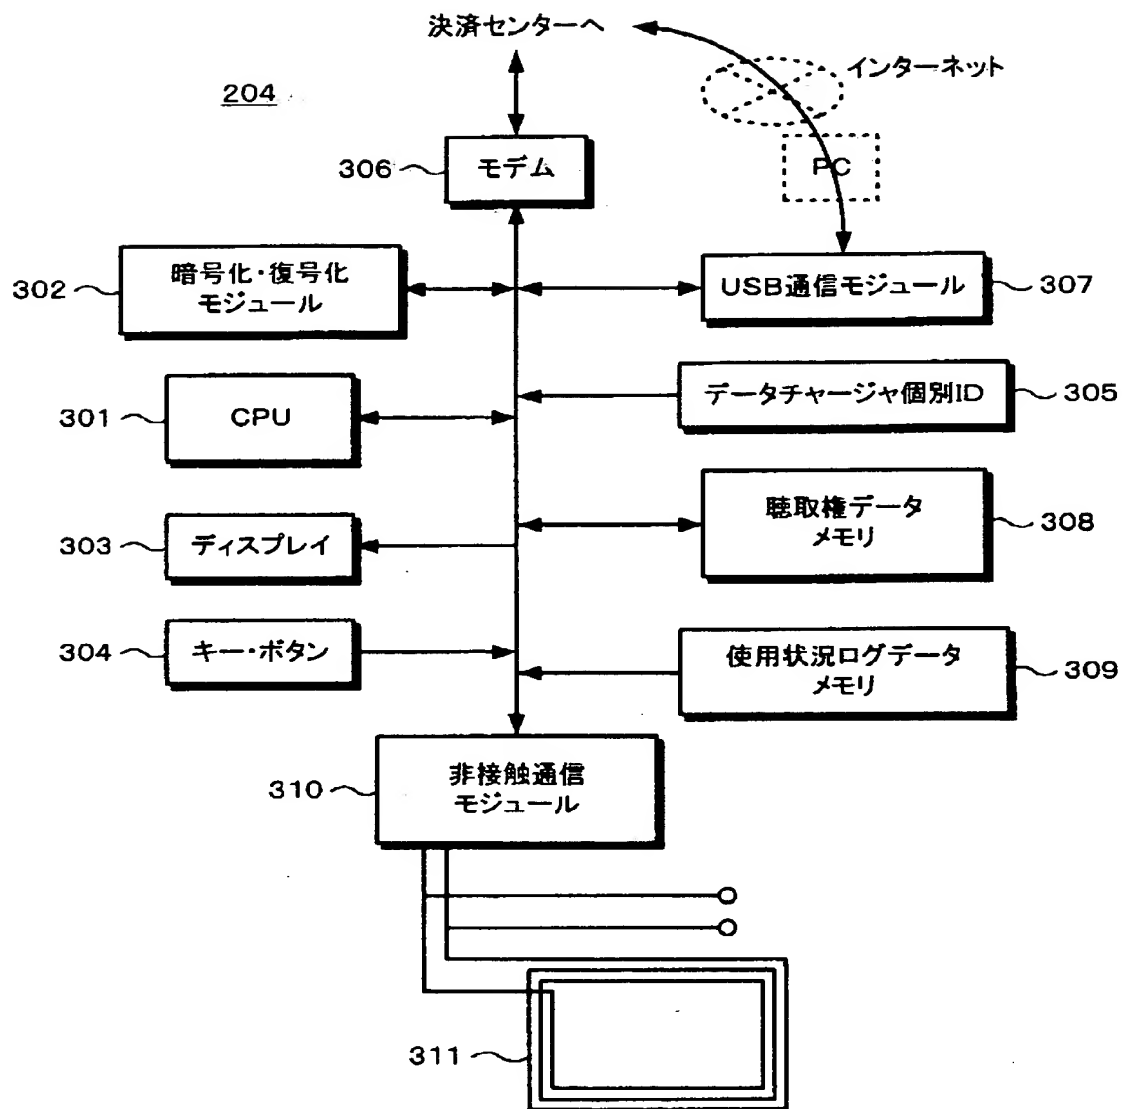 決済センターへ
インターネット
204
PC
306
モデム
302
暗号化・復号化
モジュール
USB通信モジュール
307
301
CPU
データチャージャ個別ID
305
聴取権データ
メモリ
308
303
ディスプレイ
304
キー・ボタン
使用状況ログデータ
メモリ
309
310
非接触通信
モジュール
311